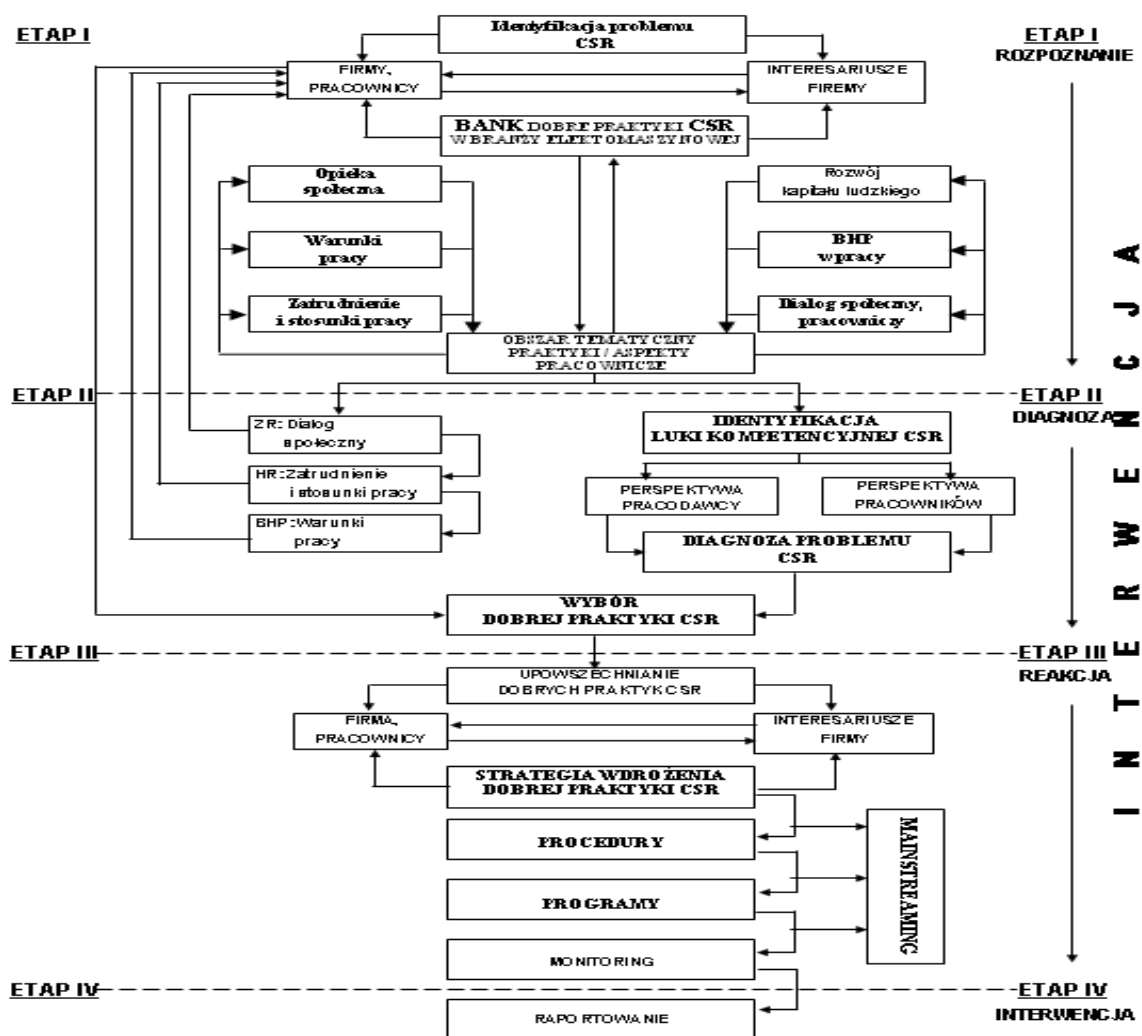 ETAP I
Identyfikacja problemu
CSR
ETAP I
ROZPOZNANIE
FIRMY,
PRACOWNICY
INTERESARIUSZE
FIREMY
BANK DOBRE PRAKTYKI CSR
W BRANŻY ELEKTOMASZYNOWEJ
Opieka
społeczna
Rozwój
kapitału ludzkiego
Warunki
pracy
BHP
w pracy
Zatrudnienie
i stosunki pracy
Dialog społeczny,
pracowniczy
OBSZAR TEMATYCZNY
PRAKTYKI / ASPEKTY
PRACOWNICZE
ETAP II
ETAP II
DIAGNOZA
ZR:: Dialog
społeczny
IDENTYFIKACJA
LUKI KOMPETENCYJNEJ CSR
HR::Zatrudnienie
i stosunki pracy
PERSPEKTYWA
PRACODAWCY
PERSPEKTYWA
PRACOWNIKÓW
BHP::Warunki
pracy
DIAGNOZA PROBLEMU
CSR
WYBÓR
DOBREJ PRAKTYKI CSR
ETAP III
ETAP III
REAKCJA
UPOWSZECHNIANIE
DOBRYCH PRAKTYK CSR
FIRMA,
PRACOWNICY
INTERESARIUSZE
FIRMY
STRATEGIA WDROŻENIA
DOBREJ PRAKTYKI CSR
PROCEDURY
PROGRAMY
MONITORING
MAINSTREAMING
ETAP IV
ETAP IV
INTERWENCJA
RAPORTOWANIE
INTERWENCJA